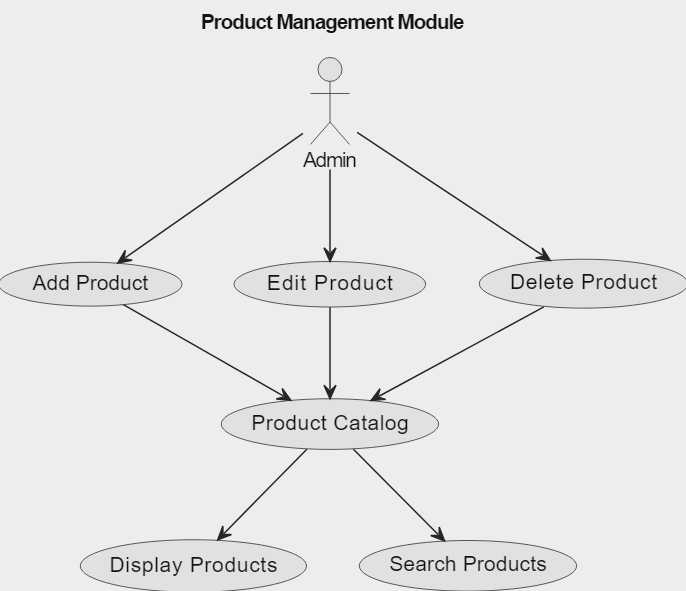 Product Management Module
Admin
Add Product
Edit Product
Delete Product
Product Catalog
Display Products
Search Products